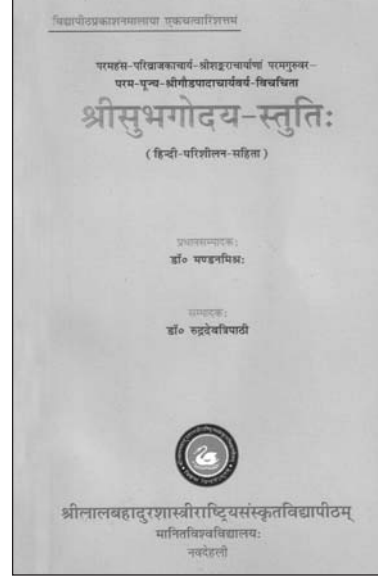 विद्यापीठप्रकाशनमालाया एकचत्वारिंशत्तमं
परमहंस-परिव्राजकाचार्य-श्रीशङ्कराचार्याणां परमगुरुवर-
परम-पूज्य-श्रीगौडपादाचार्यवर्य-विरचिता
श्रीसुभगोदय-स्तुतिः
(हिन्दी-परिशीलन-सहिता)
प्रधानसम्पादकः
डॉ० मण्डनमिश्रः
सम्पादकः
डॉ० रुद्रदेवत्रिपाठी
श्रीलालबहादुरशास्त्रीराष्ट्रियसंस्कृतविद्यापीठम्
मानितविश्वविद्यालयः
नवदेहली